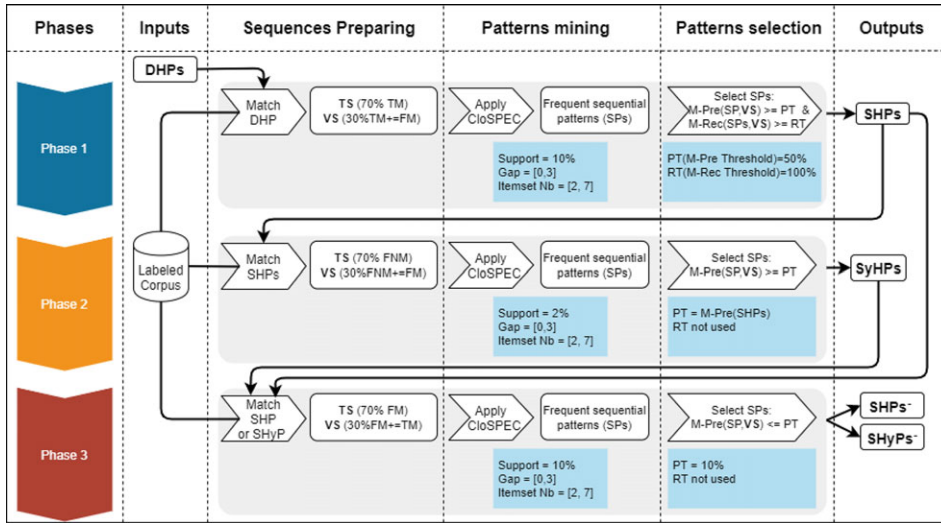 Phases Inputs Sequences Preparing Patterns mining Patterns selection Outputs
DHPs
Phase 1
Match
DHP
TS (70% TM)
VS (30%TM+=FM)
Apply
CloSPEC
Frequent sequential
patterns (SPs)
Select SPs:
M-Pre(SP,VS) >= PT &
M-Rec(SPs,VS) >= RT
SHPs
Support = 10%
Gap = [0,3]
Itemset Nb = [2, 7]
PT(M-Pre Threshold)=50%
RT(M-Rec Threshold)=100%
Labeled
Corpus
Phase 2
Match
SHPs
TS (70% FNM)
VS (30%FNM+=FM)
Apply
CloSPEC
Frequent sequential
patterns (SPs)
Select SPs:
M-Pre(SP,VS) >= PT
SyHPs
Support = 2%
Gap = [0,3]
Itemset Nb = [2, 7]
PT = M-Pre(SHPs)
RT not used
Phase 3
Match
SHP
or SHyP
TS (70% FM)
VS (30%FM+=TM)
Apply
CloSPEC
Frequent sequential
patterns (SPs)
Select SPs:
M-Pre(SP,VS) <= PT
SHPs⁻
SHyPs⁻
Support = 10%
Gap = [0,3]
Itemset Nb = [2, 7]
PT = 10%
RT not used